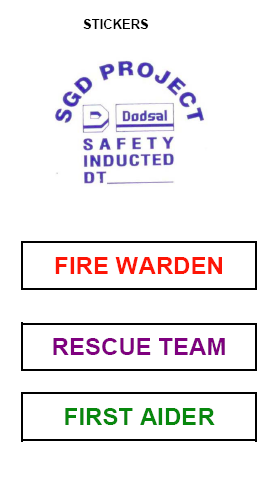 STICKERS
SGD PROJECT
Dodsal
SAFETY
INDUCTED
DT
FIRE WARDEN
RESCUE TEAM
FIRST AIDER